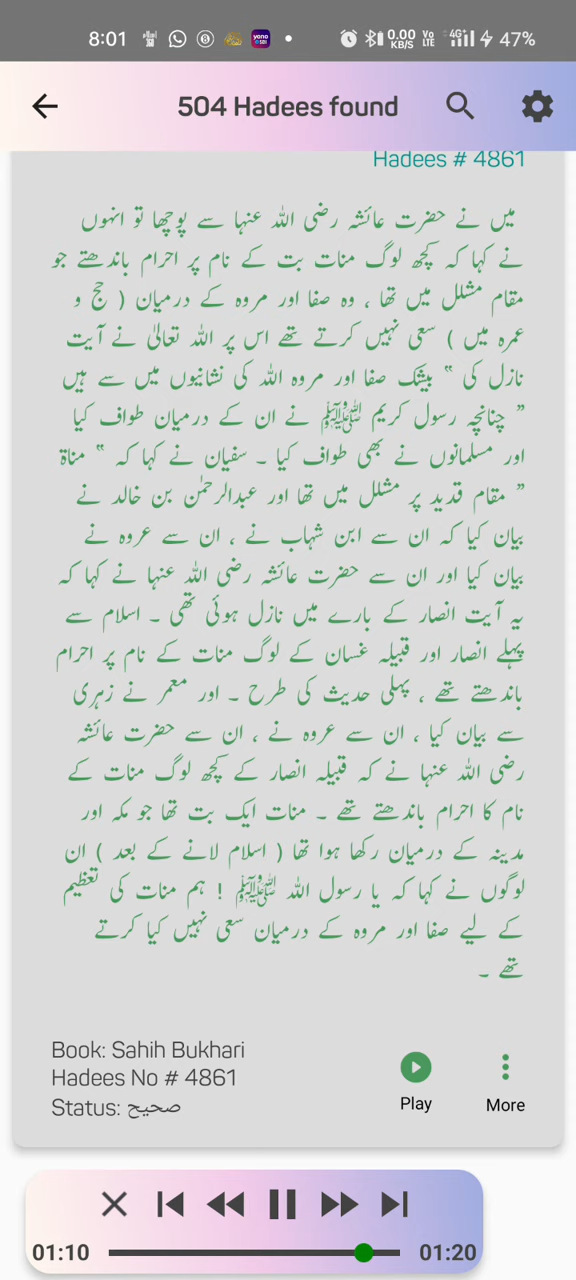 8:01
0.00 KB/S
Vo LTE
4G+
47%
yono SBI
504 Hadees found
Hadees # 4861
میں نے حضرت عائشہ رضی اللہ عنہا سے پوچھا تو انہوں
نے کہا کہ کچھ لوگ منات بت کے نام پر احرام باندھتے جو
مقام مشلل میں تھا ، وہ صفا اور مروہ کے درمیان ( حج و
عمرہ میں ) سعی نہیں کرتے تھے اس پر اللہ تعالیٰ نے آیت
نازل کی ” بیشک صفا اور مروہ اللہ کی نشانیوں میں سے ہیں
” چنانچہ رسول کریم ﷺ نے ان کے درمیان طواف کیا
اور مسلمانوں نے بھی طواف کیا ۔ سفیان نے کہا کہ ” مناۃ
” مقام قدید پر مشلل میں تھا اور عبدالرحمٰن بن خالد نے
بیان کیا کہ ان سے ابن شہاب نے ، ان سے عروہ نے
بیان کیا اور ان سے حضرت عائشہ رضی اللہ عنہا نے کہا کہ
یہ آیت انصار کے بارے میں نازل ہوئی تھی ۔ اسلام سے
پہلے انصار اور قبیلہ غسان کے لوگ منات کے نام پر احرام
باندھتے تھے ، پہلی حدیث کی طرح ۔ اور معمر نے زہری
سے بیان کیا ، ان سے عروہ نے ، ان سے حضرت عائشہ
رضی اللہ عنہا نے کہ قبیلہ انصار کے کچھ لوگ منات کے
نام کا احرام باندھتے تھے ۔ منات ایک بت تھا جو مکہ اور
مدینہ کے درمیان رکھا ہوا تھا ( اسلام لانے کے بعد ) ان
لوگوں نے کہا کہ یا رسول اللہ ﷺ ! ہم منات کی تعظیم
کے لیے صفا اور مروہ کے درمیان سعی نہیں کیا کرتے
تھے ۔
Book: Sahih Bukhari
Hadees No # 4861
Status: صحیح
Play
More
01:10
01:20